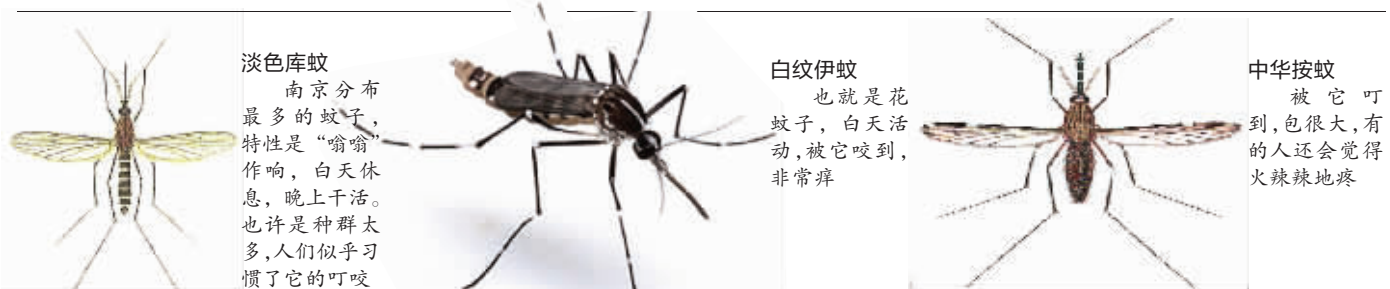 淡色库蚊
南京分布
最多的蚊子，
特性是“嗡嗡”
作响，白天休
息，晚上干活。
也许是种群太
多,人们似乎习
惯了它的叮咬
白纹伊蚊
也就是花
蚊子，白天活
动,被它咬到，
非常痒
中华按蚊
被它叮
到,包很大,有
的人还会觉得
火辣辣地疼